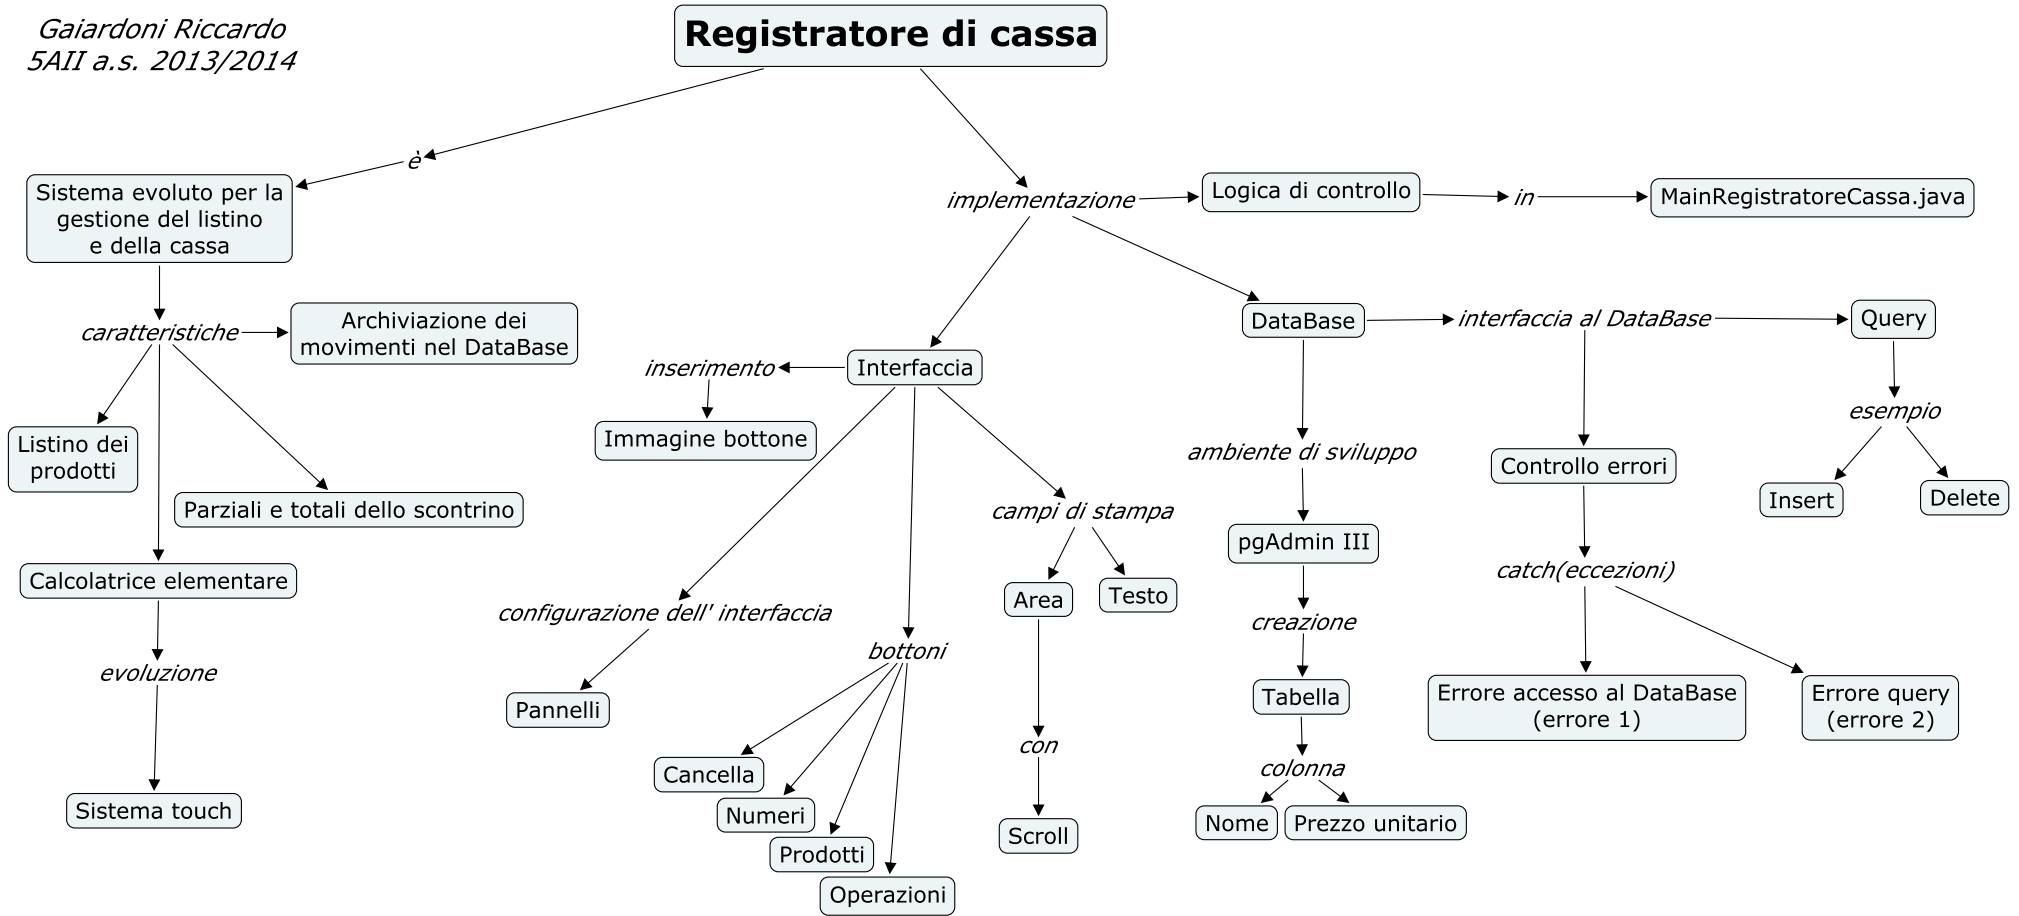 Gaiardoni Riccardo
5AII a.s. 2013/2014
Registratore di cassa
è
Sistema evoluto per la
gestione del listino
e della cassa
implementazione
Logica di controllo
in
MainRegistratoreCassa.java
caratteristiche
Archiviazione dei
movimenti nel DataBase
Listino dei
prodotti
Parziali e totali dello scontrino
Calcolatrice elementare
evoluzione
Sistema touch
Interfaccia
inserimento
Immagine bottone
configurazione dell' interfaccia
Pannelli
bottoni
Cancella
Numeri
Prodotti
Operazioni
campi di stampa
Area
Testo
con
Scroll
DataBase
interfaccia al DataBase
Query
esempio
Insert
Delete
ambiente di sviluppo
pgAdmin III
creazione
Tabella
colonna
Nome
Prezzo unitario
Controllo errori
catch(eccezioni)
Errore accesso al DataBase
(errore 1)
Errore query
(errore 2)